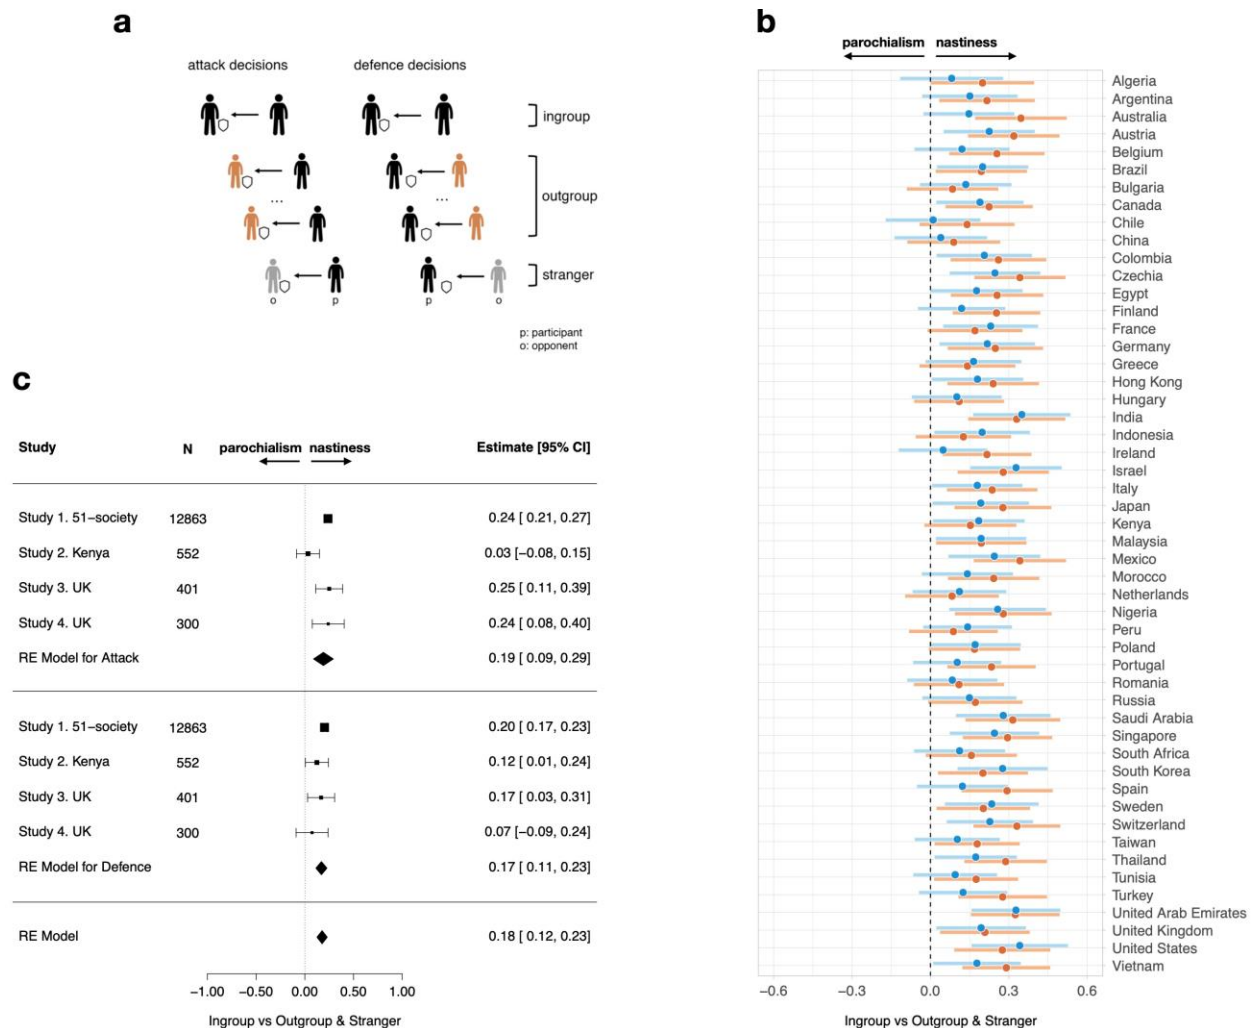 a
attack decisions defence decisions
ingroup
... ...
outgroup
stranger
o p p o
p: participant
o: opponent
b
parochialism nastiness
Algeria
Argentina
Australia
Austria
Belgium
Brazil
Bulgaria
Canada
Chile
China
Colombia
Czechia
Egypt
Finland
France
Germany
Greece
Hong Kong
Hungary
India
Indonesia
Ireland
Israel
Italy
Japan
Kenya
Malaysia
Mexico
Morocco
Netherlands
Nigeria
Peru
Poland
Portugal
Romania
Russia
Saudi Arabia
Singapore
South Africa
South Korea
Spain
Sweden
Switzerland
Taiwan
Thailand
Tunisia
Turkey
United Arab Emirates
United Kingdom
United States
Vietnam
−0.6 −0.3 0.0 0.3 0.6
Ingroup vs Outgroup & Stranger
c
Study N parochialism nastiness Estimate [95% CI]
Study 1. 51−society 12863 0.24 [ 0.21, 0.27]
Study 2. Kenya 552 0.03 [−0.08, 0.15]
Study 3. UK 401 0.25 [ 0.11, 0.39]
Study 4. UK 300 0.24 [ 0.08, 0.40]
RE Model for Attack 0.19 [ 0.09, 0.29]
Study 1. 51−society 12863 0.20 [ 0.17, 0.23]
Study 2. Kenya 552 0.12 [ 0.01, 0.24]
Study 3. UK 401 0.17 [ 0.03, 0.31]
Study 4. UK 300 0.07 [−0.09, 0.24]
RE Model for Defence 0.17 [ 0.11, 0.23]
RE Model 0.18 [ 0.12, 0.23]
−1.00 −0.50 0.00 0.50 1.00
Ingroup vs Outgroup & Stranger